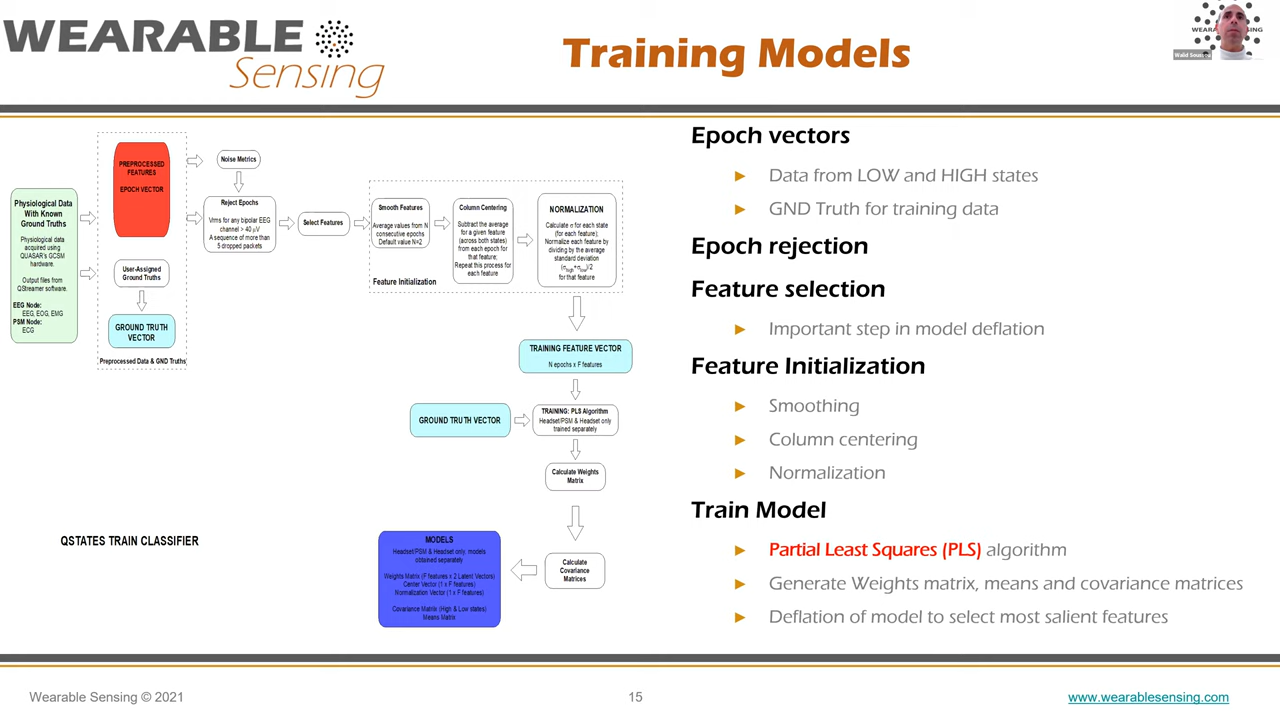 WEARABLE
Sensing
Training Models
Physiological Data
With Known
Ground Truths
Physiological data
acquired using
QUASAR's GCSM
hardware.
Output files from
QStreamer software.
EEG Node:
EEG, EOG, EMG
PSM Node:
ECG
PREPROCESSED
FEATURES
EPOCH VECTOR
User-Assigned
Ground Truths
GROUND TRUTH
VECTOR
Preprocessed Data & GND Truths
Noise Metrics
Reject Epochs
Vrms for any bipolar EEG
channel > 40 µV
A sequence of more than
5 dropped packets
Select Features
Smooth Features
Average values from N
consecutive epochs
Default value N=2
Feature Initialization
Column Centering
Subtract the average
for a given feature
(across both states)
from each epoch for
that feature;
Repeat this process for
each feature
NORMALIZATION
Calculate σ for each state
(for each feature);
Normalize each feature by
dividing by the average
standard deviation
(σhigh+σlow)/2
for that feature
TRAINING FEATURE VECTOR
N epochs x F features
GROUND TRUTH VECTOR
TRAINING: PLS Algorithm
Headset/PSM & Headset only
trained separately
Calculate Weights
Matrix
Calculate
Covariance
Matrices
MODELS
Headset/PSM & Headset only models
obtained separately
Weights Matrix (F features x 2 Latent Vectors)
Center Vector (1 x F features)
Normalization Vector (1 x F features)
Covariance Matrix (High & Low states)
Means Matrix
QSTATES TRAIN CLASSIFIER
Epoch vectors
► Data from LOW and HIGH states
► GND Truth for training data
Epoch rejection
Feature selection
► Important step in model deflation
Feature Initialization
► Smoothing
► Column centering
► Normalization
Train Model
► Partial Least Squares (PLS) algorithm
► Generate Weights matrix, means and covariance matrices
► Deflation of model to select most salient features
Wearable Sensing © 2021
15
www.wearablesensing.com